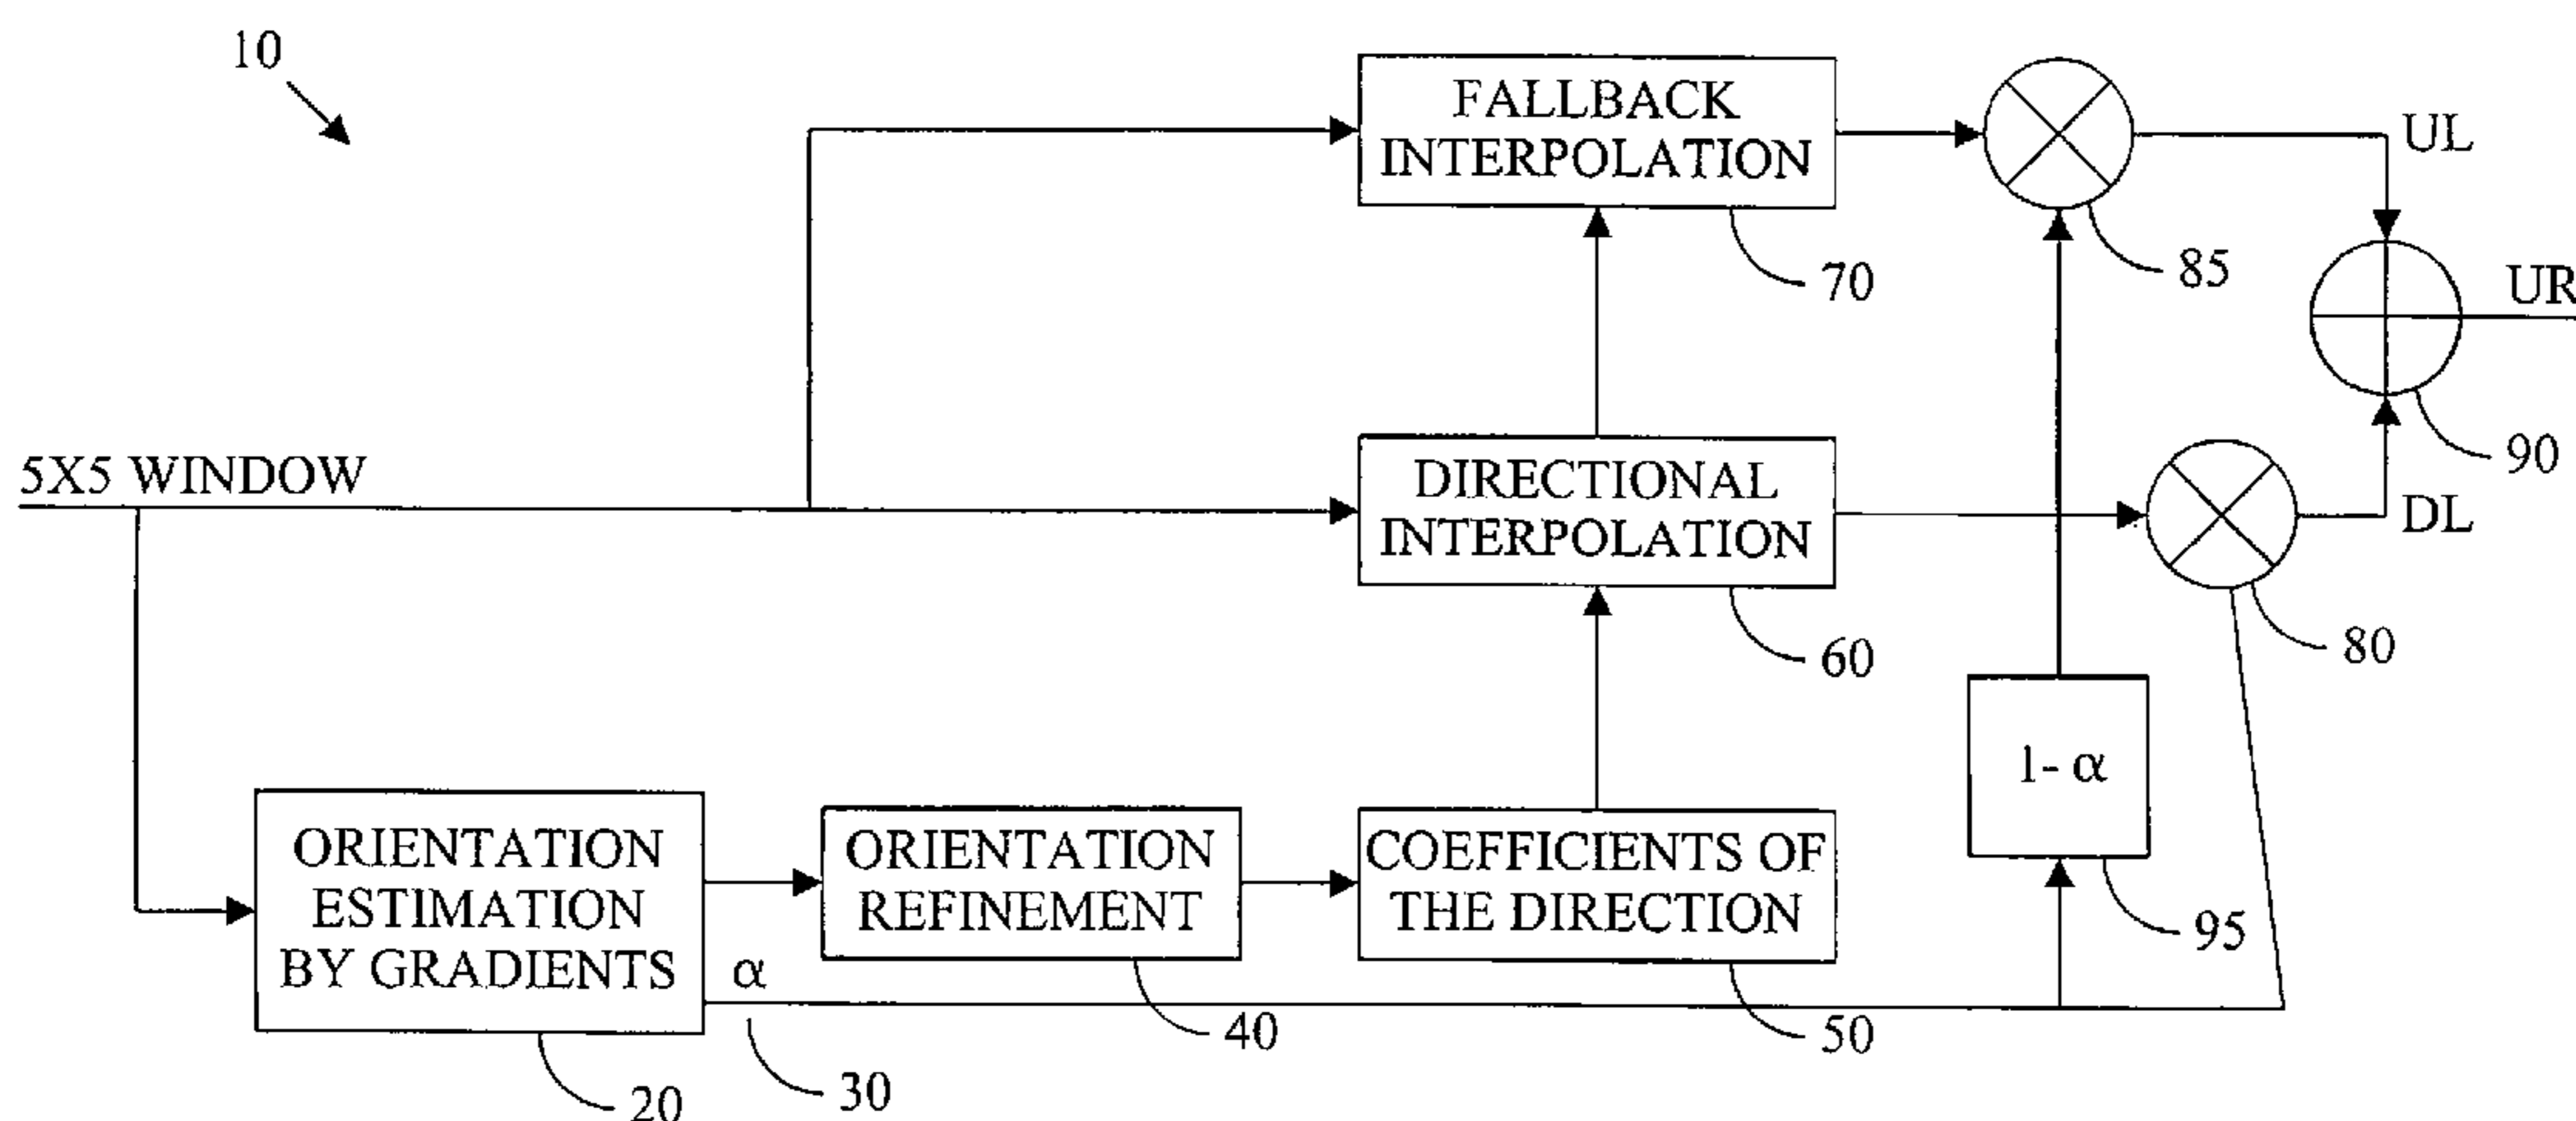 10
FALLBACK
INTERPOLATION
UL
70
85
UR
5X5 WINDOW
DIRECTIONAL
INTERPOLATION
90
DL
60
80
1- α
ORIENTATION
ESTIMATION
BY GRADIENTS
ORIENTATION
REFINEMENT
COEFFICIENTS OF
THE DIRECTION
95
α
40
50
30
20